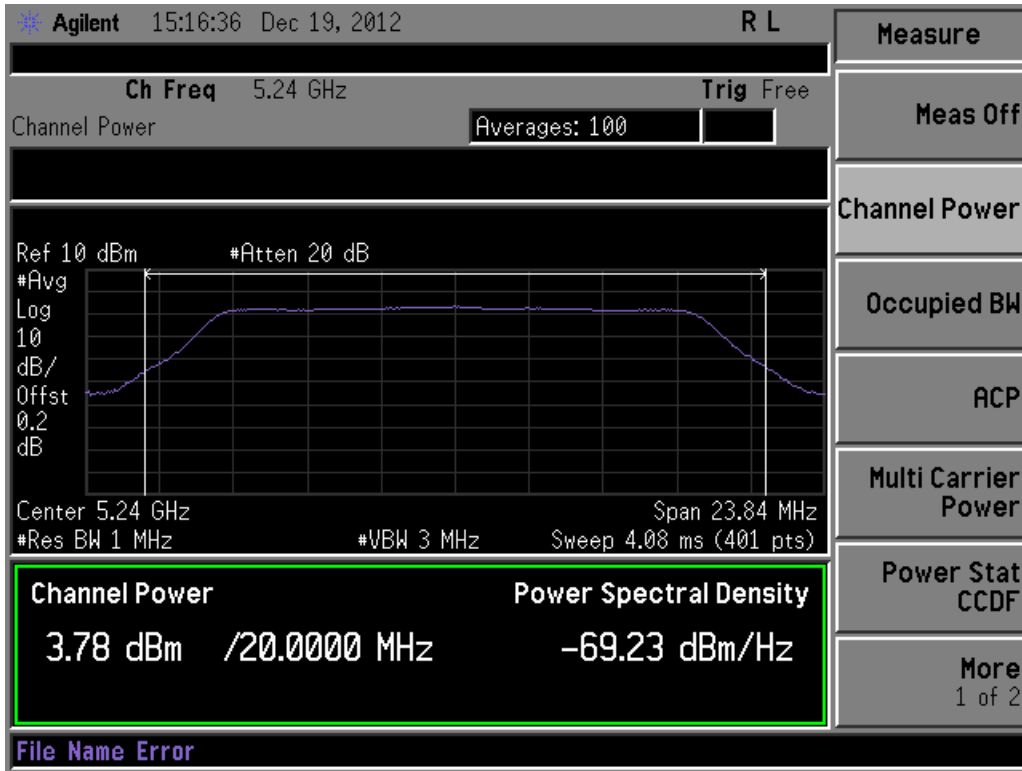 Agilent 15:16:36 Dec 19, 2012 R L
Ch Freq 5.24 GHz Trig Free
Channel Power Averages: 100
Ref 10 dBm #Atten 20 dB
#Avg
Log
10
dB/
Offst
0.2
dB
Center 5.24 GHz Span 23.84 MHz
#Res BW 1 MHz #VBW 3 MHz Sweep 4.08 ms (401 pts)
Channel Power Power Spectral Density
3.78 dBm /20.0000 MHz -69.23 dBm/Hz
File Name Error
Measure
Meas Off
Channel Power
Occupied BW
ACP
Multi Carrier
Power
Power Stat
CCDF
More
1 of 2